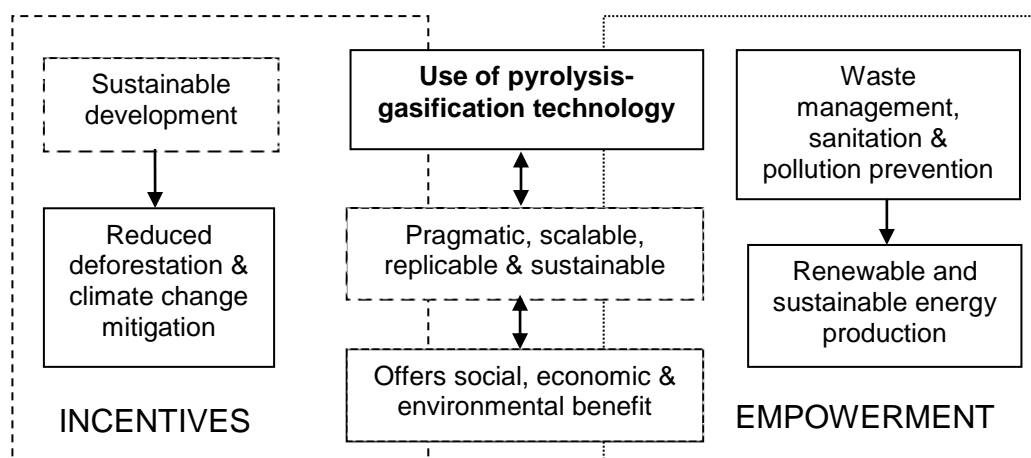 Sustainable
development
Reduced
deforestation &
climate change
mitigation
INCENTIVES
Use of pyrolysis-
gasification technology
Pragmatic, scalable,
replicable & sustainable
Offers social, economic &
environmental benefit
Waste
management,
sanitation &
pollution prevention
Renewable and
sustainable energy
production
EMPOWERMENT